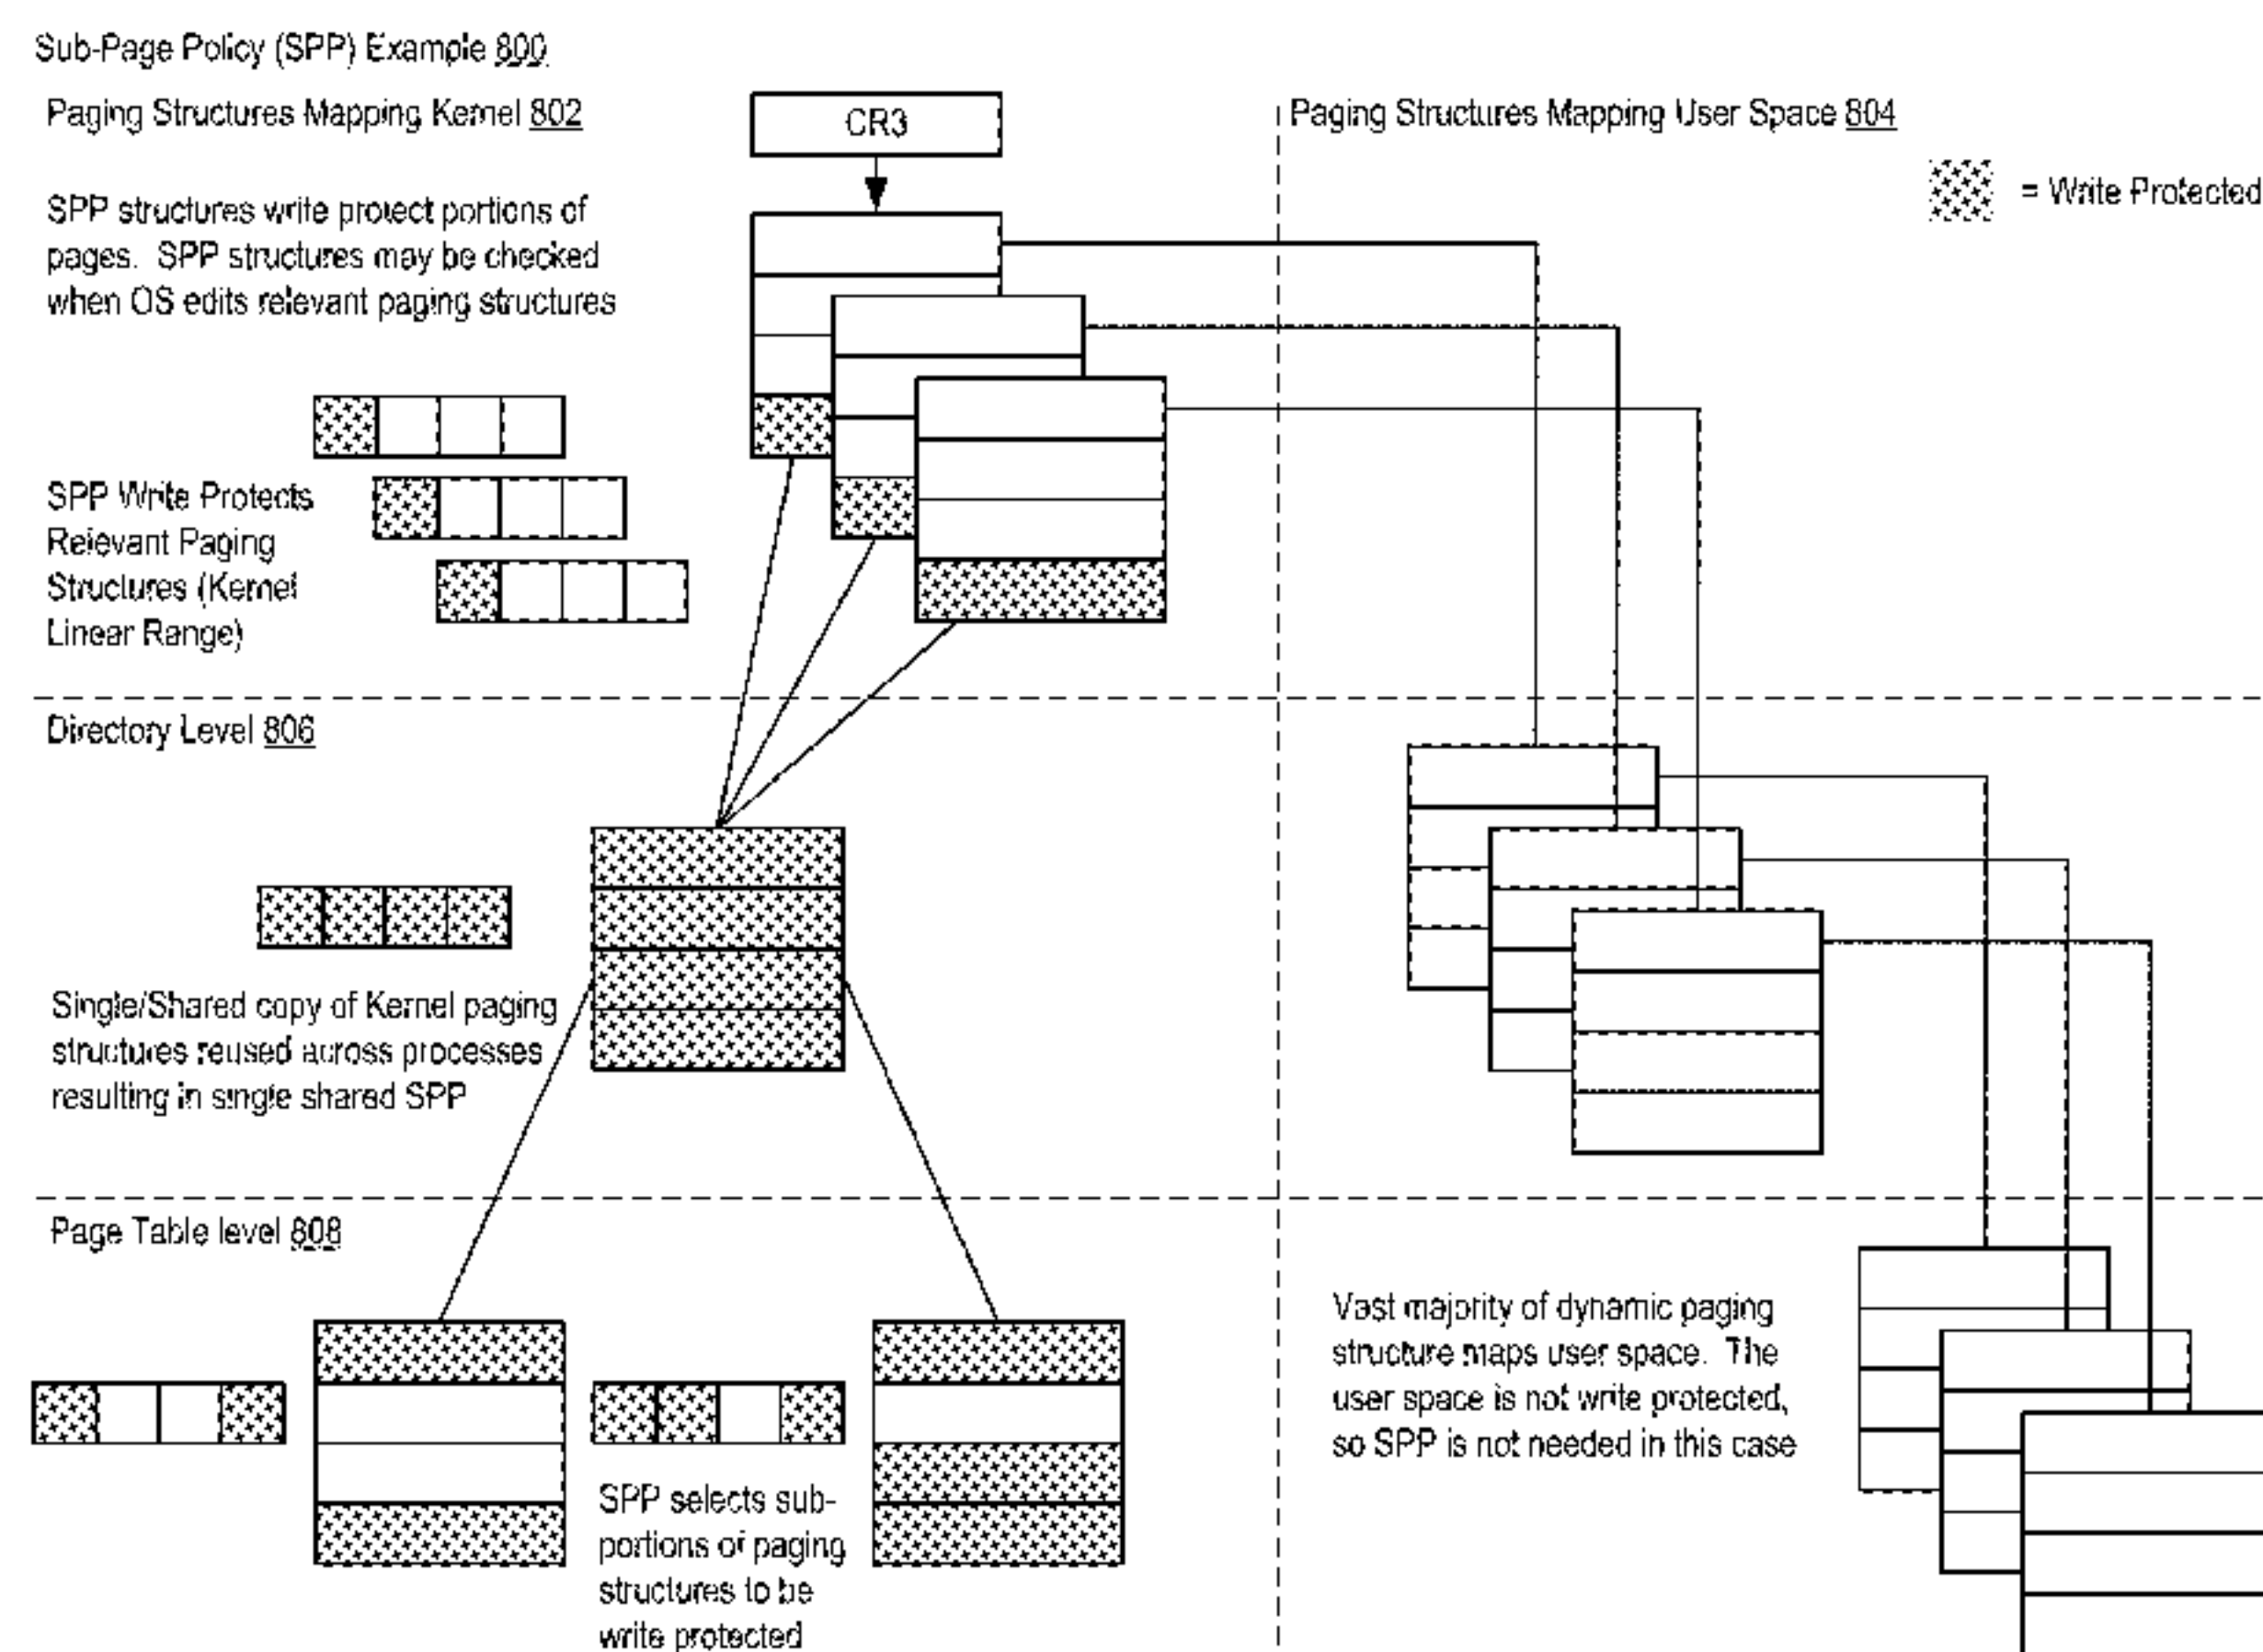 Sub-Page Policy (SPP) Example 800
Paging Structures Mapping Kernel 802
CR3
Paging Structures Mapping User Space 804
= Write Protected
SPP structures write protect portions of
pages. SPP structures may be checked
when OS edits relevant paging structures
SPP Write Protects
Relevant Paging
Structures (Kernel
Linear Range)
Directory Level 806
Single/Shared copy of Kernel paging
structures reused across processes
resulting in single shared SPP
Page Table level 808
SPP selects sub-
portions of paging
structures to be
write protected
Vast majority of dynamic paging
structure maps user space. The
user space is not write protected,
so SPP is not needed in this case